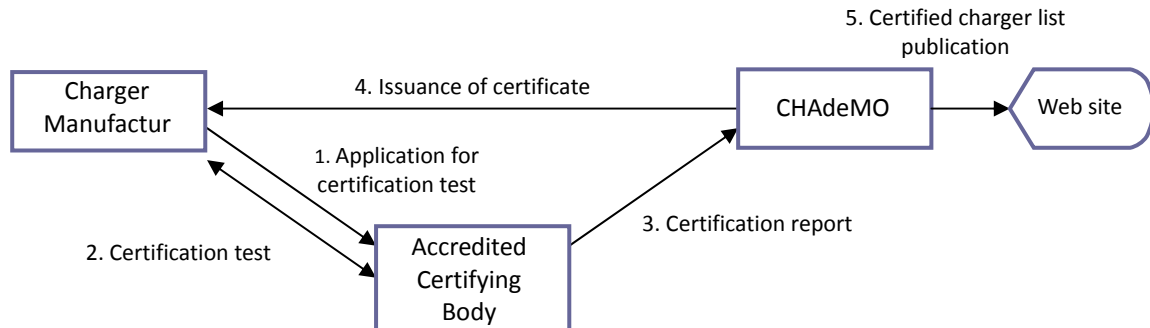 5. Certified charger list
publication
Charger
Manufactur
4. Issuance of certificate
CHAdeMO
Web site
1. Application for
certification test
2. Certification test
3. Certification report
Accredited
Certifying
Body